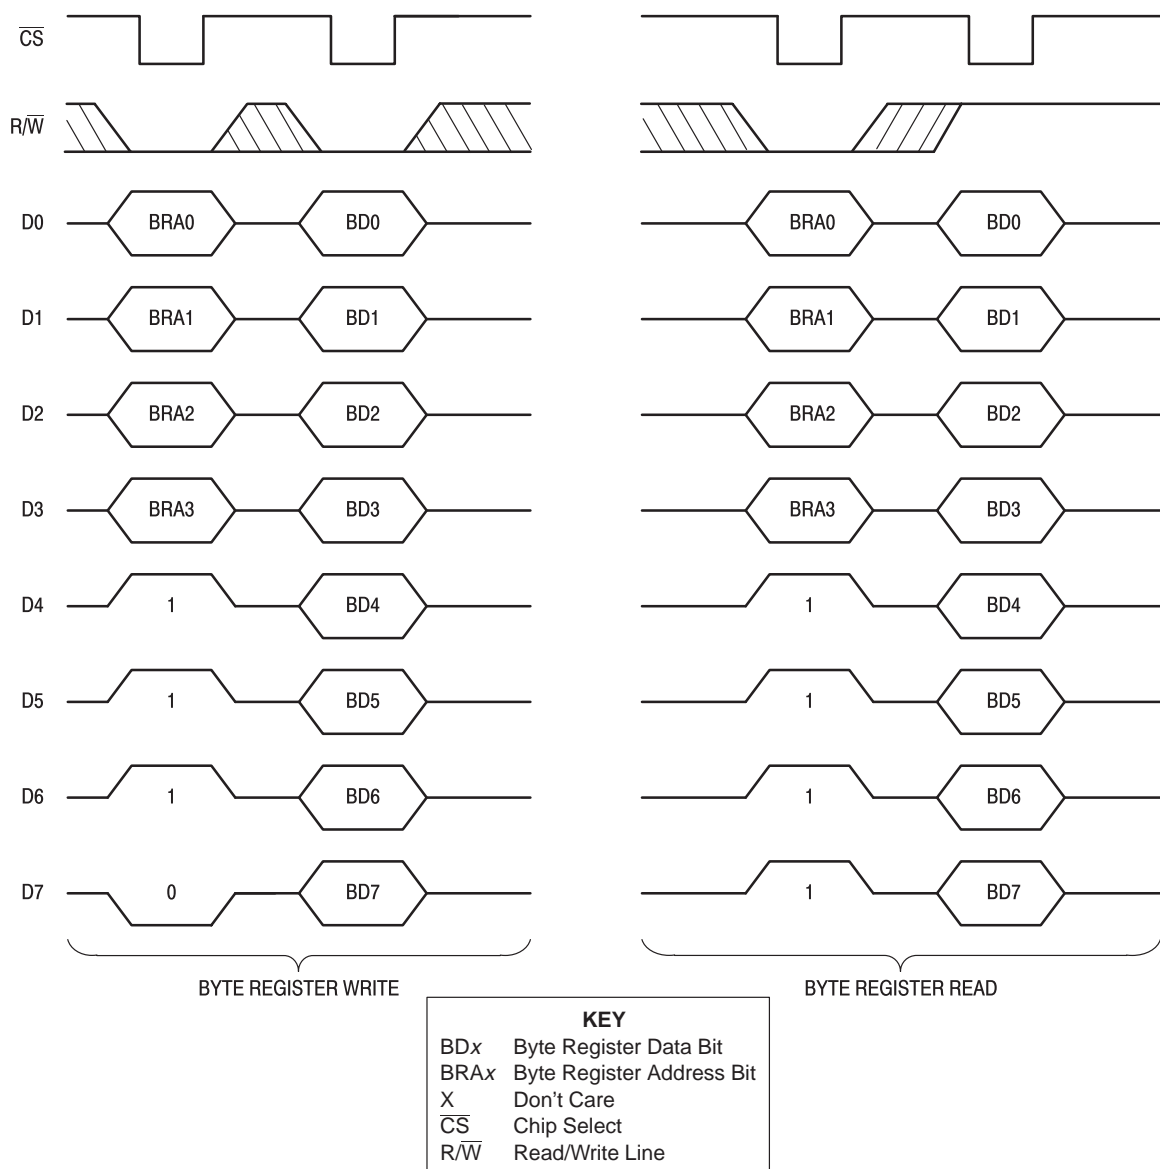 C̅S̅
R/W̅
D0 BRA0 BD0 BRA0 BD0
D1 BRA1 BD1 BRA1 BD1
D2 BRA2 BD2 BRA2 BD2
D3 BRA3 BD3 BRA3 BD3
D4 1 BD4 1 BD4
D5 1 BD5 1 BD5
D6 1 BD6 1 BD6
D7 0 BD7 1 BD7
BYTE REGISTER WRITE BYTE REGISTER READ
KEY
BDx Byte Register Data Bit
BRAx Byte Register Address Bit
X Don't Care
C̅S̅ Chip Select
R/W̅ Read/Write Line